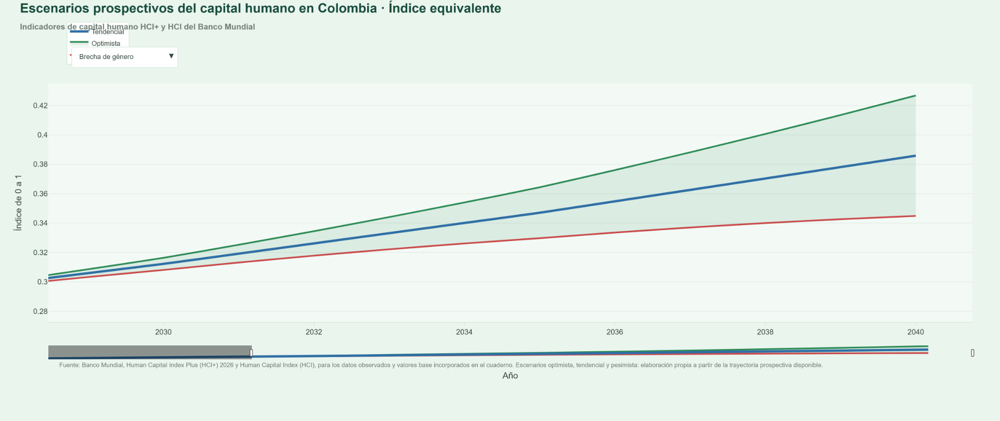 Escenarios prospectivos del capital humano en Colombia · Índice equivalente
Indicadores de capital humano HCI+ y HCI del Banco Mundial
Tendencial
Optimista
Brecha de género ▼
Índice de 0 a 1
0.42
0.4
0.38
0.36
0.34
0.32
0.3
0.28
2030 2032 2034 2036 2038 2040
Fuente: Banco Mundial, Human Capital Index Plus (HCI+) 2026 y Human Capital Index (HCI), para los datos observados y valores base incorporados en el cuaderno. Escenarios optimista, tendencial y pesimista: elaboración propia a partir de la trayectoria prospectiva disponible.
Año